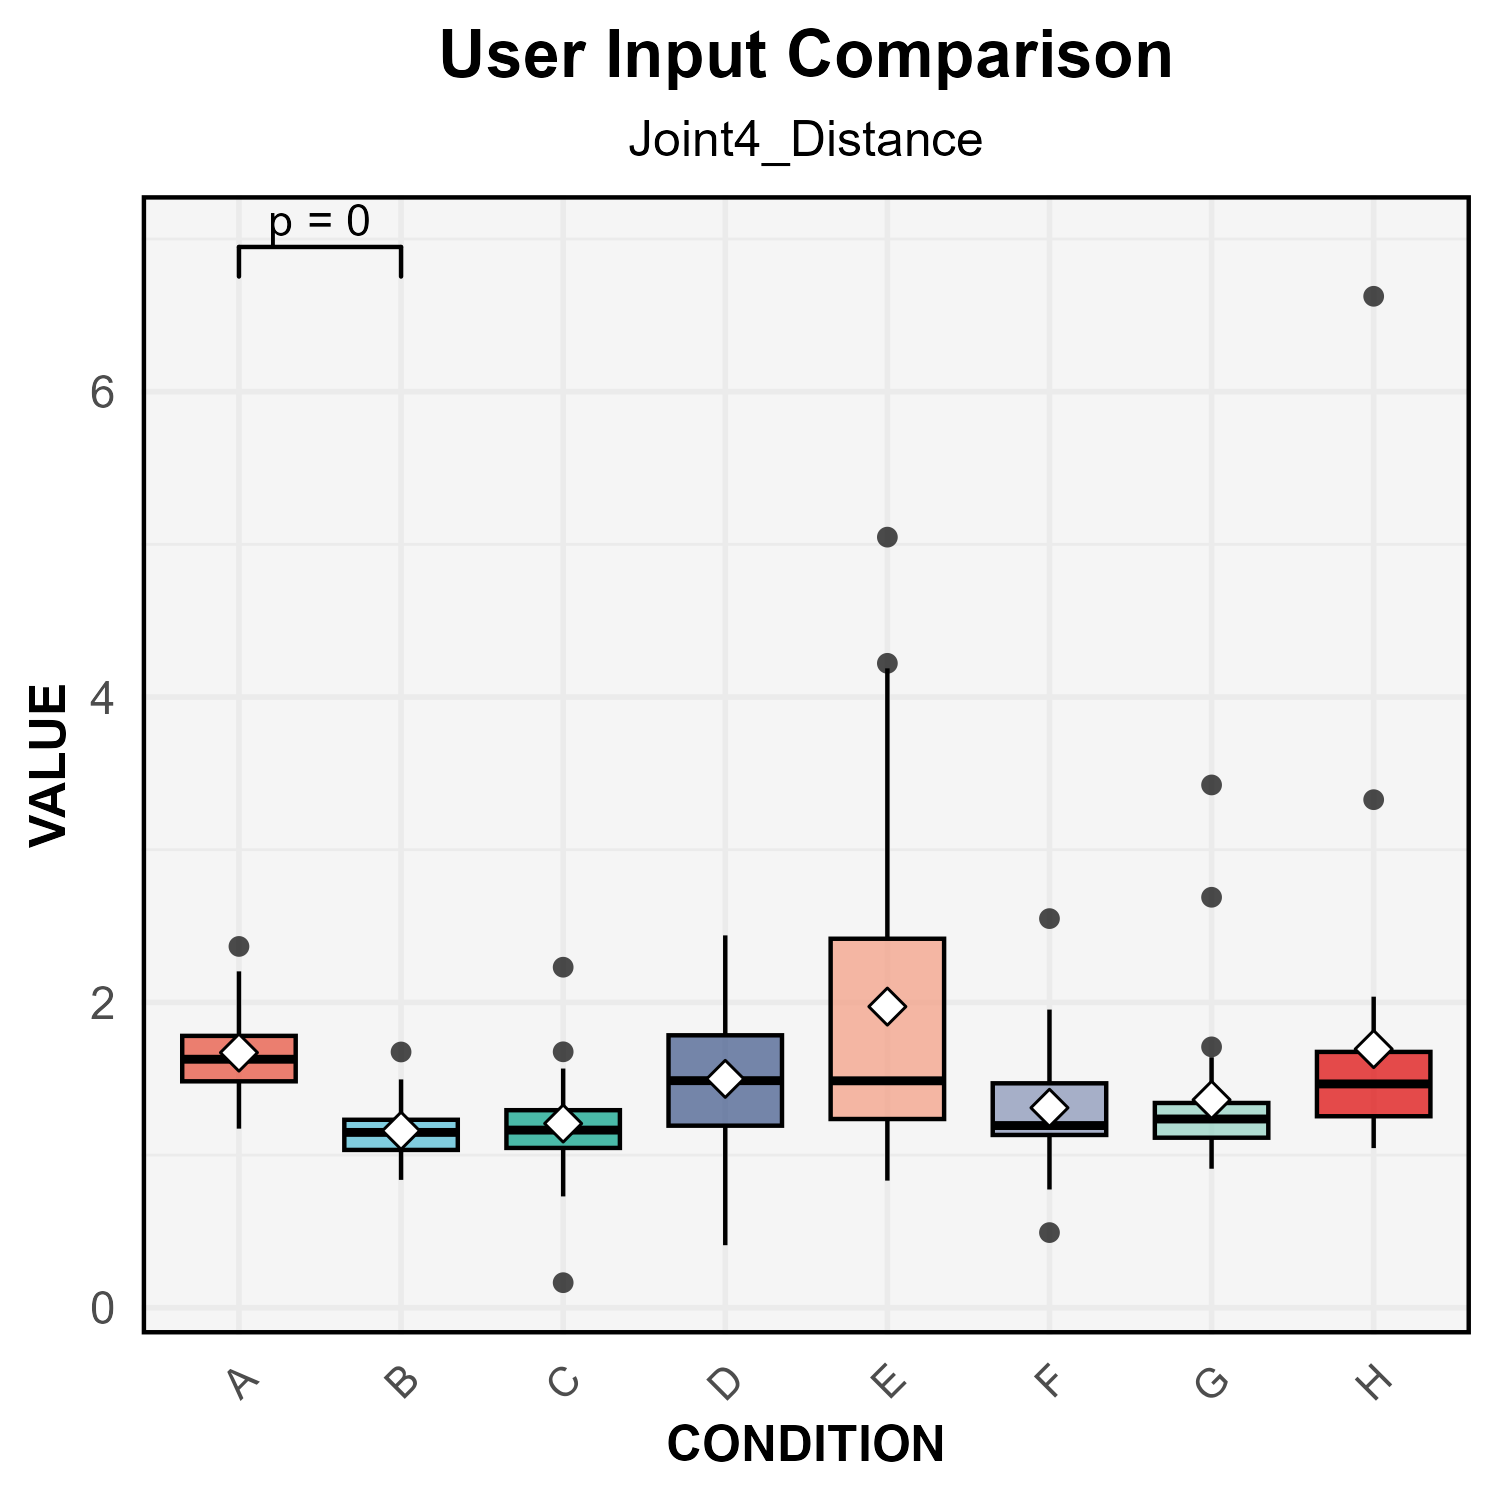 User Input Comparison
Joint4_Distance
p = 0
6
4
2
0
VALUE
A B C D E F G H
CONDITION